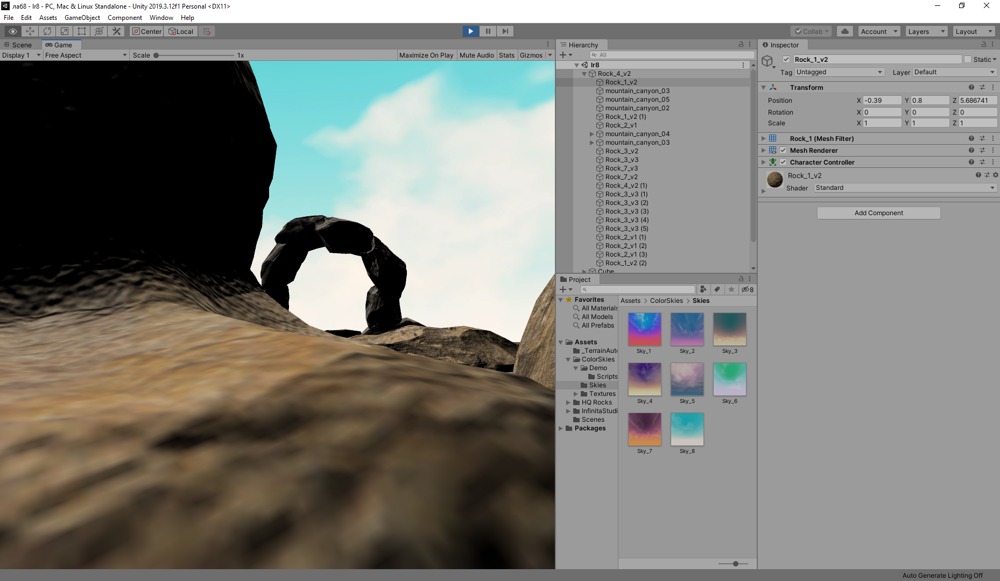 ла68 - lr8 - PC, Mac & Linux Standalone - Unity 2019.3.12f1 Personal <DX11>
File Edit Assets GameObject Component Window Help
Center Local Collab Account Layers Layout
Scene Game
Display 1 Free Aspect Scale 1x Maximize On Play Mute Audio Stats Gizmos
Hierarchy
All
lr8
Rock_4_v2
Rock_1_v2
mountain_canyon_03
mountain_canyon_05
mountain_canyon_02
Rock_1_v2 (1)
Rock_2_v1
mountain_canyon_04
mountain_canyon_03
Rock_3_v2
Rock_3_v3
Rock_7_v3
Rock_7_v2
Rock_4_v2 (1)
Rock_3_v3 (1)
Rock_3_v3 (2)
Rock_3_v3 (3)
Rock_3_v3 (4)
Rock_3_v3 (5)
Rock_2_v1 (1)
Rock_2_v1 (2)
Rock_2_v1 (3)
Rock_1_v2 (2)
Cube
Project
8
Favorites
All Materials
All Models
All Prefabs
Assets
_TerrainAuto
ColorSkies
Demo
Scripts
Skies
Textures
HQ Rocks
InfinitaStudi
Scenes
Packages
Assets > ColorSkies > Skies
Sky_1 Sky_2 Sky_3
Sky_4 Sky_5 Sky_6
Sky_7 Sky_8
Inspector
Rock_1_v2 Static
Tag Untagged Layer Default
Transform
Position X -0.39 Y 0.8 Z 5.686741
Rotation X 0 Y 0 Z 0
Scale X 1 Y 1 Z 1
Rock_1 (Mesh Filter)
Mesh Renderer
Character Controller
Rock_1_v2
Shader Standard
Add Component
Auto Generate Lighting Off